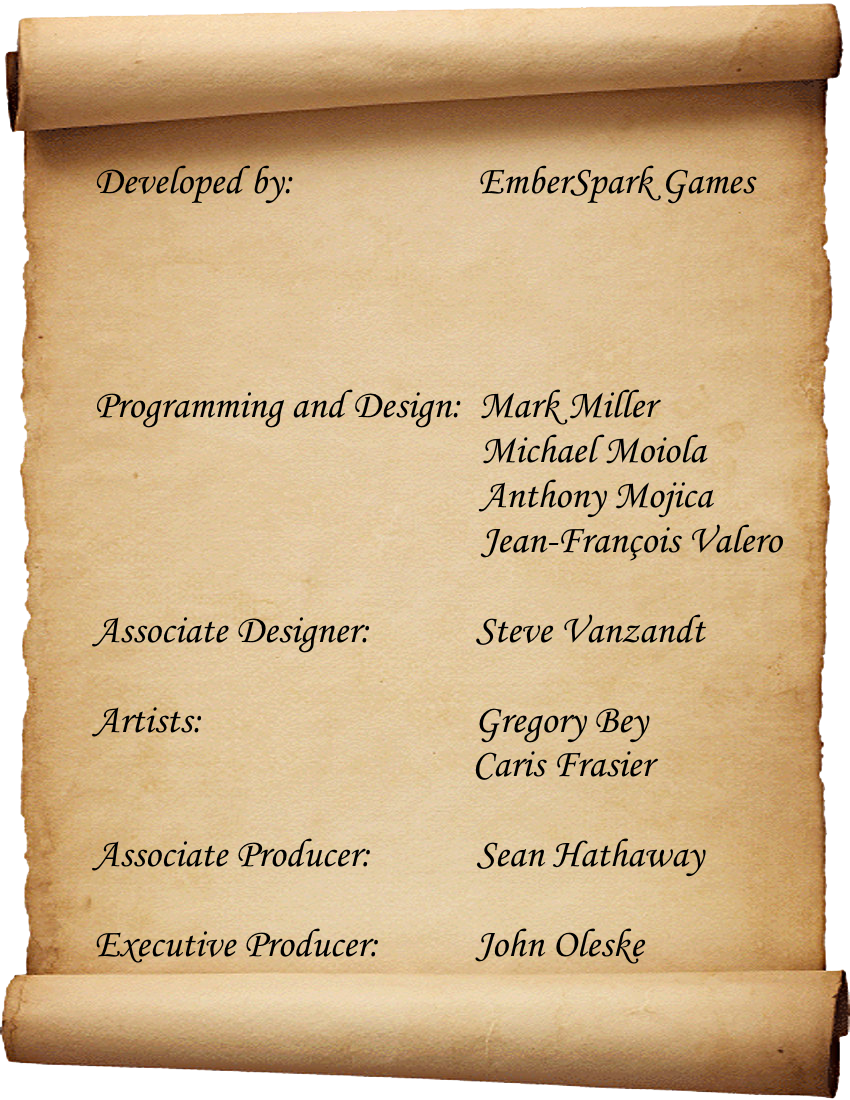 Developed by: EmberSpark Games
Programming and Design: Mark Miller
Michael Moiola
Anthony Mojica
Jean-François Valero
Associate Designer: Steve Vanzandt
Artists: Gregory Bey
Caris Frasier
Associate Producer: Sean Hathaway
Executive Producer: John Oleske